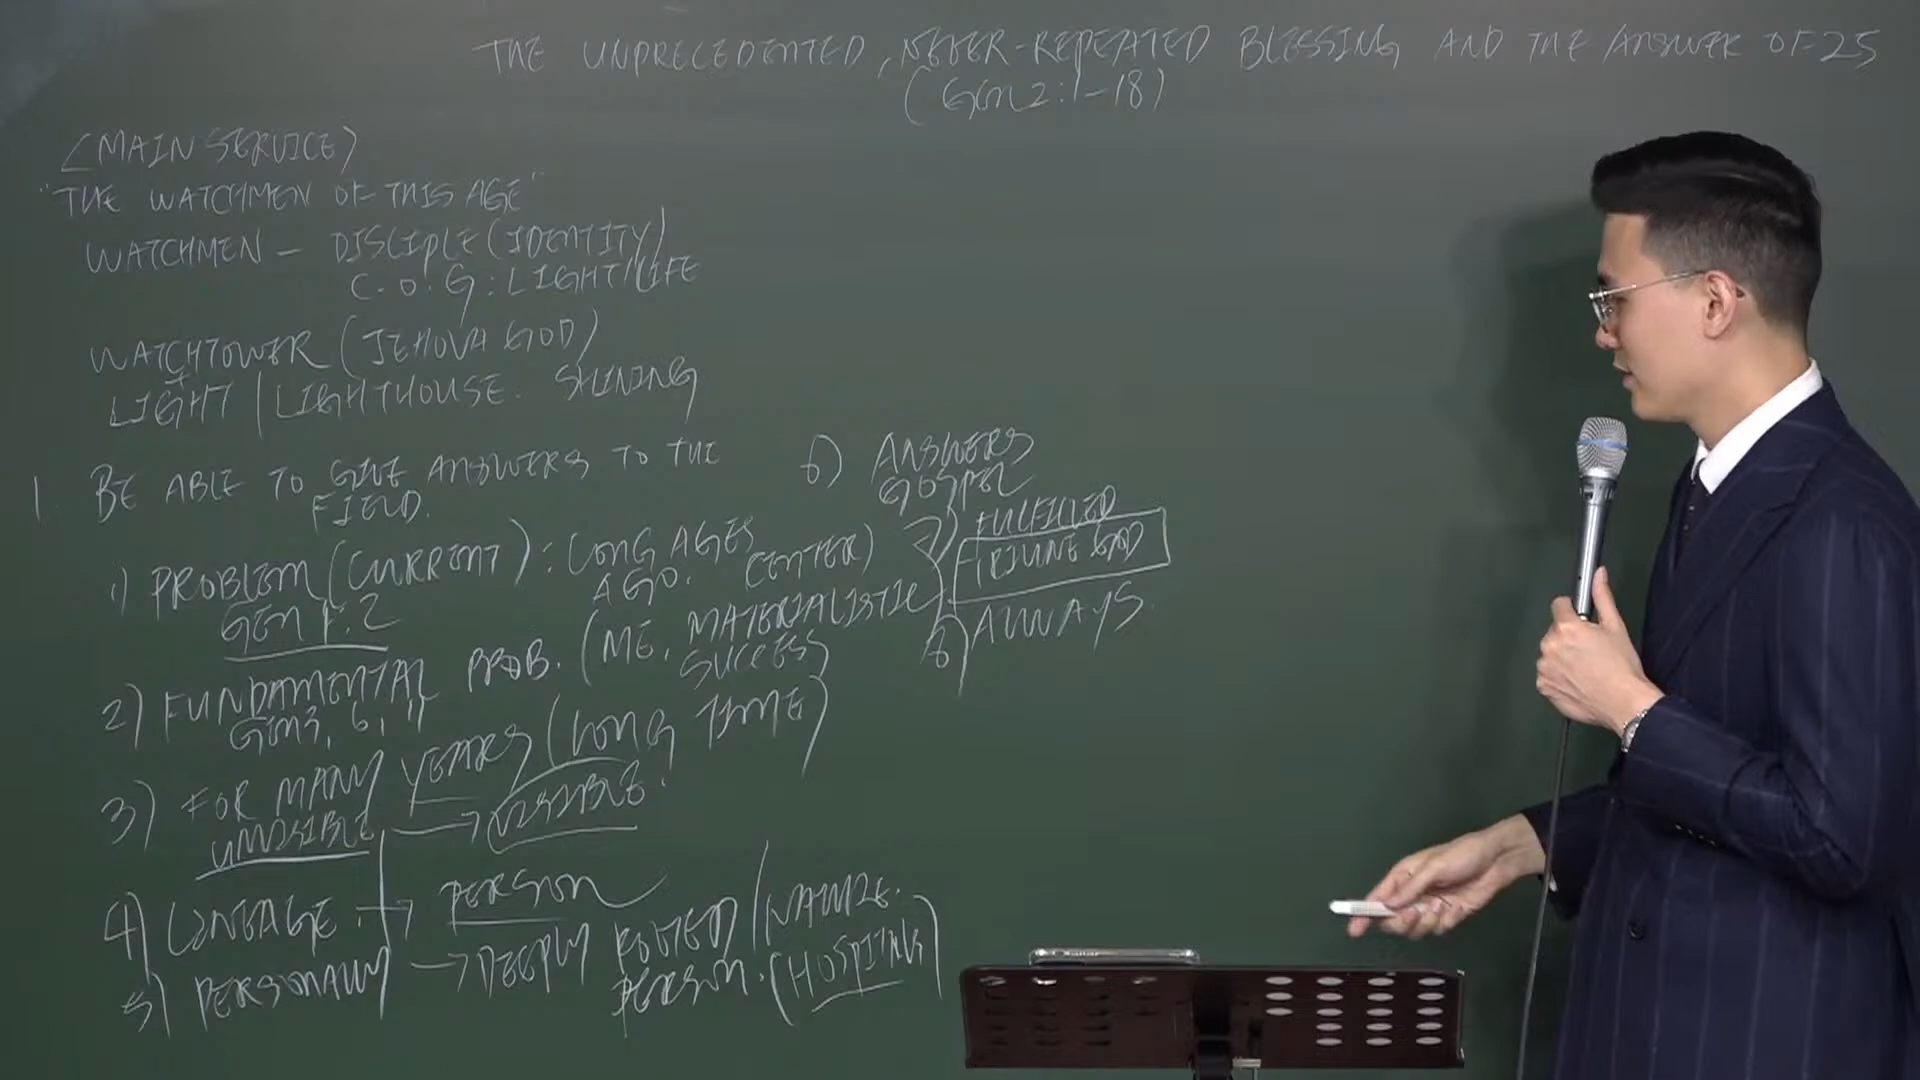 THE UNPRECEDENTED, NEVER-REPEATED BLESSING AND THE ANSWER OF 25
(Gen 2:1-18)
<MAIN SERVICE>
"THE WATCHMEN OF THIS AGE"
WATCHMEN - DISCIPLE (IDENTITY)
C.O.G: LIGHT/LIFE
WATCHTOWER (JEHOVA GOD)
LIGHT | LIGHTHOUSE. SHINING
1. BE ABLE TO GIVE ANSWERS TO THE
FIELD.
1) PROBLEM (CURRENT): LONG AGES
AGO.
Gen 1:2
2) FUNDAMENTAL PROB. (ME, MATERIALISTIC
SUCCESS CENTER)
Gen 3, 6, 11
3) FOR MANY YEARS (LONG TIME)
UNVISIBLE → VISIBLE.
4) LINEAGE → PERSON
5) PERSONALLY → DEEPLY ROOTED
PERSON. (HOSPITAL)
6) ANSWERS
GOSPEL
7) FULFILLED
TRIUNE GOD
8) ALWAYS.